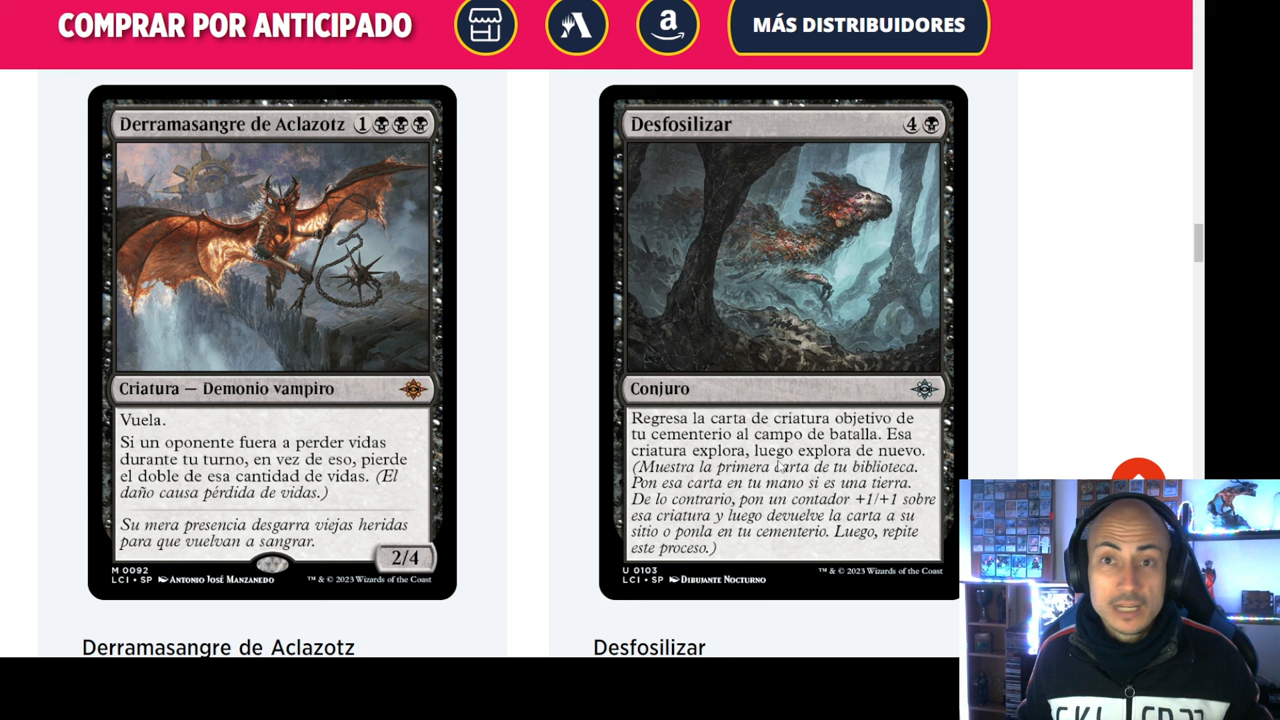 COMPRAR POR ANTICIPADO
a
MÁS DISTRIBUIDORES
Derramasangre de Aclazotz 1
Criatura — Demonio vampiro
Vuela.
Si un oponente fuera a perder vidas
durante tu turno, en vez de eso, pierde
el doble de esa cantidad de vidas. (El
daño causa pérdida de vidas.)
Su mera presencia desgarra viejas heridas
para que vuelvan a sangrar.
2/4
M 0092
LCI • SP ANTONIO JOSÉ MANZANEDO
™ & © 2023 Wizards of the Coast
Derramasangre de Aclazotz
Desfosilizar 4
Conjuro
Regresa la carta de criatura objetivo de
tu cementerio al campo de batalla. Esa
criatura explora, luego explora de nuevo.
(Muestra la primera carta de tu biblioteca.
Pon esa carta en tu mano si es una tierra.
De lo contrario, pon un contador +1/+1 sobre
esa criatura y luego devuelve la carta a su
sitio o ponla en tu cementerio. Luego, repite
este proceso.)
U 0103
LCI • SP DIBUJANTE NOCTURNO
™ & © 2023 Wizards of the Coast
Desfosilizar